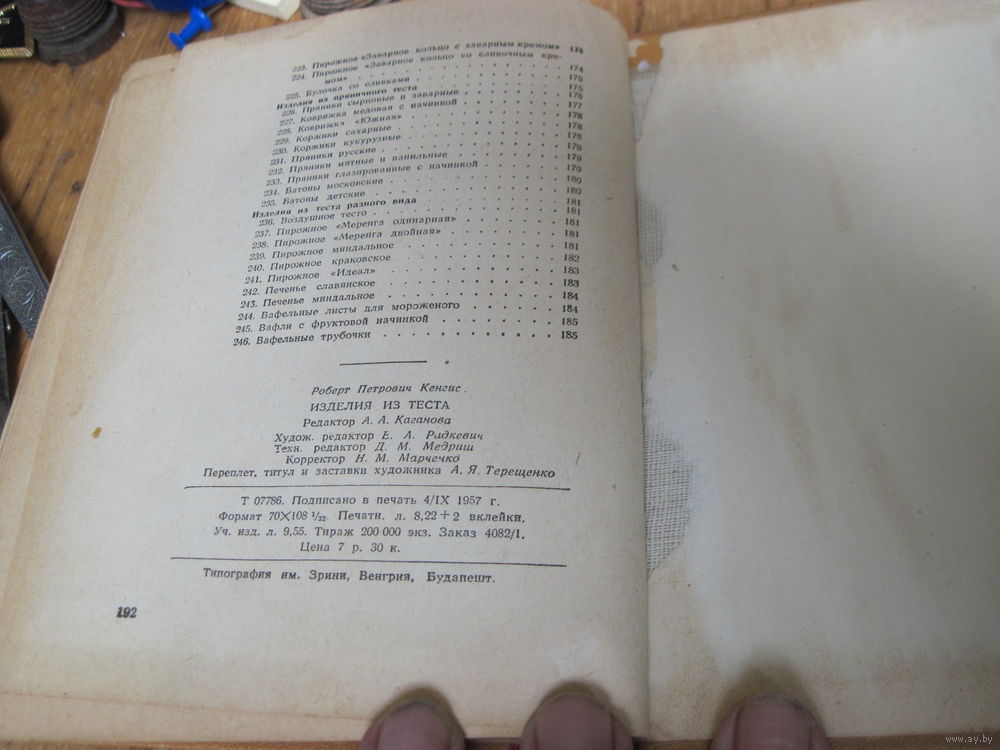 223. Пирожное «Заварное кольцо с заварным кремом» 174
224. Пирожное «Заварное кольцо со сливочным кре-
мом» . . . . . . . . . . 174
225. Булочка со сливками . . . . . . . . . . 175
Изделия из пряничного теста . . . . . . . . . . 175
226. Пряники сырцовые и заварные . . . . . . . . . . 176
227. Коврижка медовая с начинкой . . . . . . . . . . 177
228. Коврижка «Южная» . . . . . . . . . . 178
229. Коржики сахарные . . . . . . . . . . 178
230. Коржики кукурузные . . . . . . . . . . 178
231. Пряники русские . . . . . . . . . . 179
232. Пряники мятные и ванильные . . . . . . . . . . 179
233. Пряники глазированные с начинкой . . . . . . . . . . 179
234. Батоны московские . . . . . . . . . . 180
235. Батоны детские . . . . . . . . . . 180
Изделия из теста разного вида . . . . . . . . . . 181
236. Воздушное тесто . . . . . . . . . . 181
237. Пирожное «Меренга одинарная» . . . . . . . . . . 181
238. Пирожное «Меренга двойная» . . . . . . . . . . 181
239. Пирожное миндальное . . . . . . . . . . 181
240. Пирожное краковское . . . . . . . . . . 182
241. Пирожное «Идеал» . . . . . . . . . . 183
242. Печенье славянское . . . . . . . . . . 183
243. Печенье миндальное . . . . . . . . . . 184
244. Вафельные листы для мороженого . . . . . . . 184
245. Вафли с фруктовой начинкой . . . . . . . . 185
246. Вафельные трубочки . . . . . . . . . . 185
Роберт Петрович Кенгис.
ИЗДЕЛИЯ ИЗ ТЕСТА
Редактор А. А. Каганова
Худож. редактор Е. А. Радкевич
Техн. редактор Д. М. Медриш
Корректор Н. М. Марченко
Переплет, титул и заставки художника А. Я. Терещенко
Т 07786. Подписано в печать 4/IX 1957 г.
Формат 70×108 1/32. Печатн. л. 8,22+2 вклейки.
Уч. изд. л. 9,55. Тираж 200 000 экз. Заказ 4082/1.
Цена 7 р. 30 к.
Типография им. Зрини, Венгрия, Будапешт.
192
www.ay.by